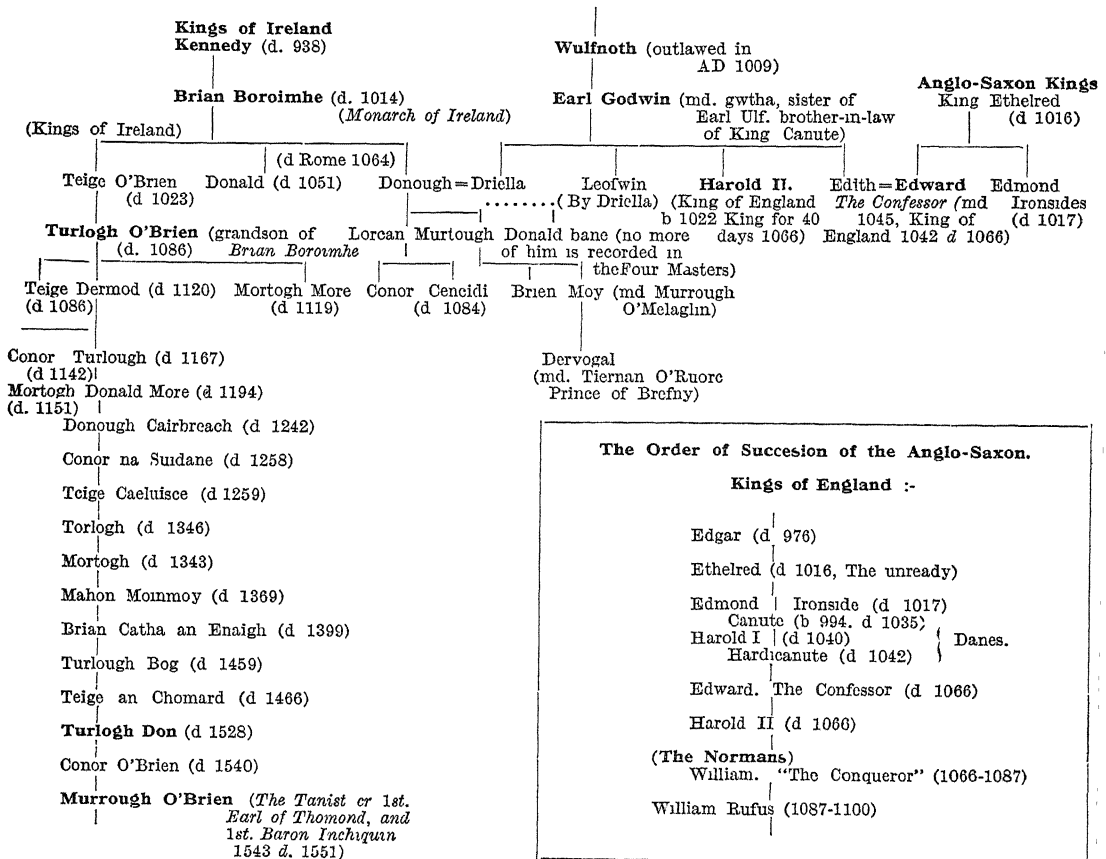 Kings of Ireland
Kennedy (d. 938)
Brian Boroimhe (d. 1014)
(Monarch of Ireland)
(Kings of Ireland)
(d Rome 1064)
Teige O'Brien
(d 1023)
Donald (d 1051)
Donough=Driella
Wulfnoth (outlawed in
AD 1009)
Earl Godwin (md. gwtha, sister of
Earl Ulf. brother-in-law
of King Canute)
Anglo-Saxon Kings
King Ethelred
(d 1016)
Leofwin
Harold II.
(King of England
b 1022 King for 40
days 1066)
Edith=Edward
The Confessor (md
1045, King of
England 1042 d 1066)
Edmond
Ironsides
(d 1017)
........(By Driella)
Turlogh O'Brien (grandson of
(d. 1086) Brian Boroimhe
Lorcan Murtough Donald bane (no more
of him is recorded in
the Four Masters)
Teige Dermod (d 1120)
(d 1086)
Mortogh More
(d 1119)
Conor Cencidi
(d 1084)
Brien Moy (md Murrough
O'Melaglin)
Dervogal
(md. Tiernan O'Ruorc
Prince of Brefny)
Conor Turlough (d 1167)
(d 1142)
Mortogh Donald More (d 1194)
(d. 1151)
Donough Cairbreach (d 1242)
Conor na Suidane (d 1258)
Teige Caeluisce (d 1259)
Torlogh (d 1346)
Mortogh (d 1343)
Mahon Moinmoy (d 1369)
Brian Catha an Enaigh (d 1399)
Turlough Bog (d 1459)
Teige an Chomard (d 1466)
Turlogh Don (d 1528)
Conor O'Brien (d 1540)
Murrough O'Brien (The Tanist cr 1st.
Earl of Thomond, and
1st. Baron Inchiquin
1543 d. 1551)
The Order of Succesion of the Anglo-Saxon.
Kings of England :-
Edgar (d 976)
Ethelred (d 1016, The unready)
Edmond Ironside (d 1017)
Canute (b 994. d 1035)
Harold I (d 1040)
Hardicanute (d 1042)
Danes.
Edward. The Confessor (d 1066)
Harold II (d 1066)
(The Normans)
William. "The Conqueror" (1066-1087)
William Rufus (1087-1100)